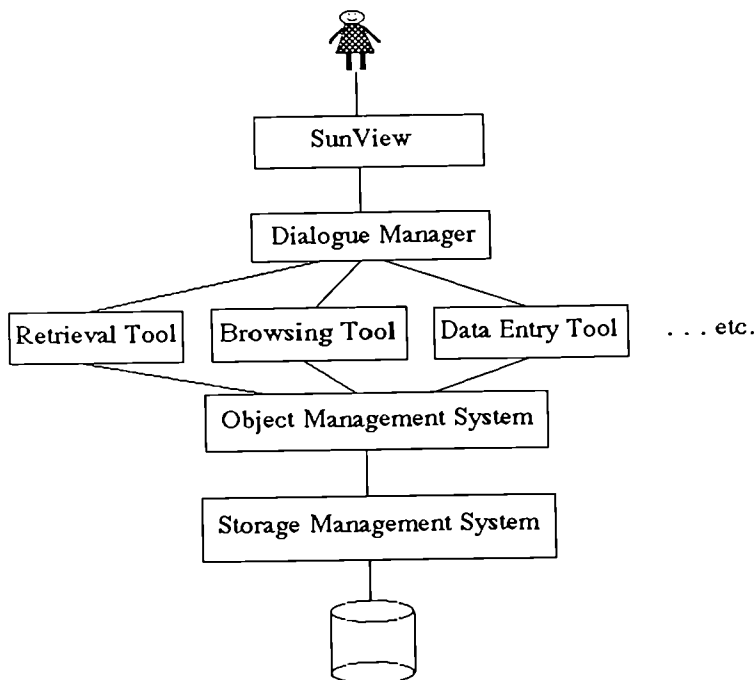 SunView
Dialogue Manager
Retrieval Tool
Browsing Tool
Data Entry Tool
. . . etc.
Object Management System
Storage Management System